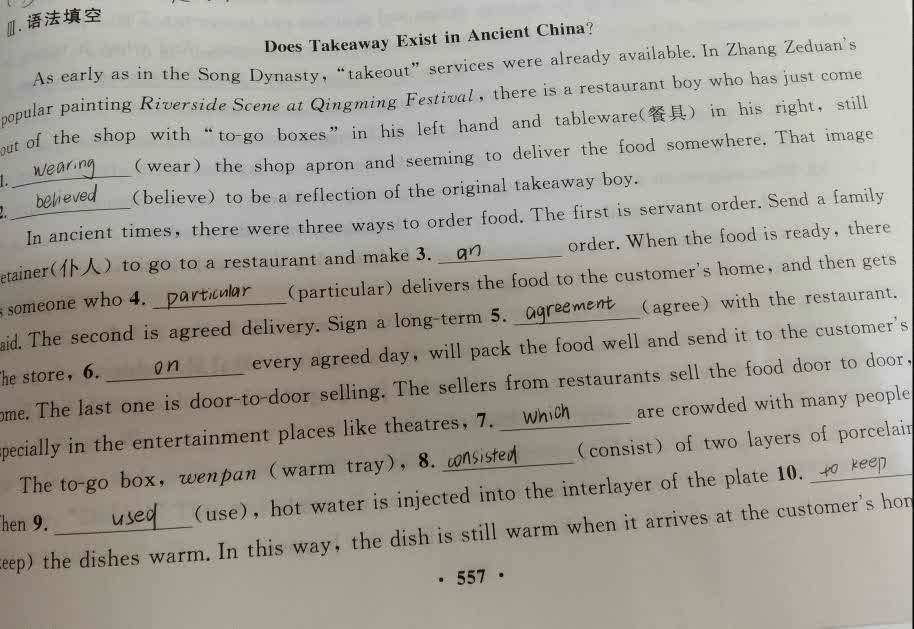 Ⅲ.语法填空
Does Takeaway Exist in Ancient China?
As early as in the Song Dynasty, “takeout” services were already available. In Zhang Zeduan's
popular painting Riverside Scene at Qingming Festival, there is a restaurant boy who has just come
out of the shop with “to-go boxes” in his left hand and tableware(餐具) in his right, still
1. wearing (wear) the shop apron and seeming to deliver the food somewhere. That image
2. believed (believe) to be a reflection of the original takeaway boy.
In ancient times, there were three ways to order food. The first is servant order. Send a family
etainer(仆人) to go to a restaurant and make 3. an order. When the food is ready, there
s someone who 4. particular (particular) delivers the food to the customer's home, and then gets
aid. The second is agreed delivery. Sign a long-term 5. agreement (agree) with the restaurant.
The store, 6. on every agreed day, will pack the food well and send it to the customer's
ome. The last one is door-to-door selling. The sellers from restaurants sell the food door to door,
specially in the entertainment places like theatres, 7. which are crowded with many people
The to-go box, wenpan (warm tray), 8. consisted (consist) of two layers of porcelain
hen 9. used (use), hot water is injected into the interlayer of the plate 10. to keep
eep) the dishes warm. In this way, the dish is still warm when it arrives at the customer's hom
· 557 ·